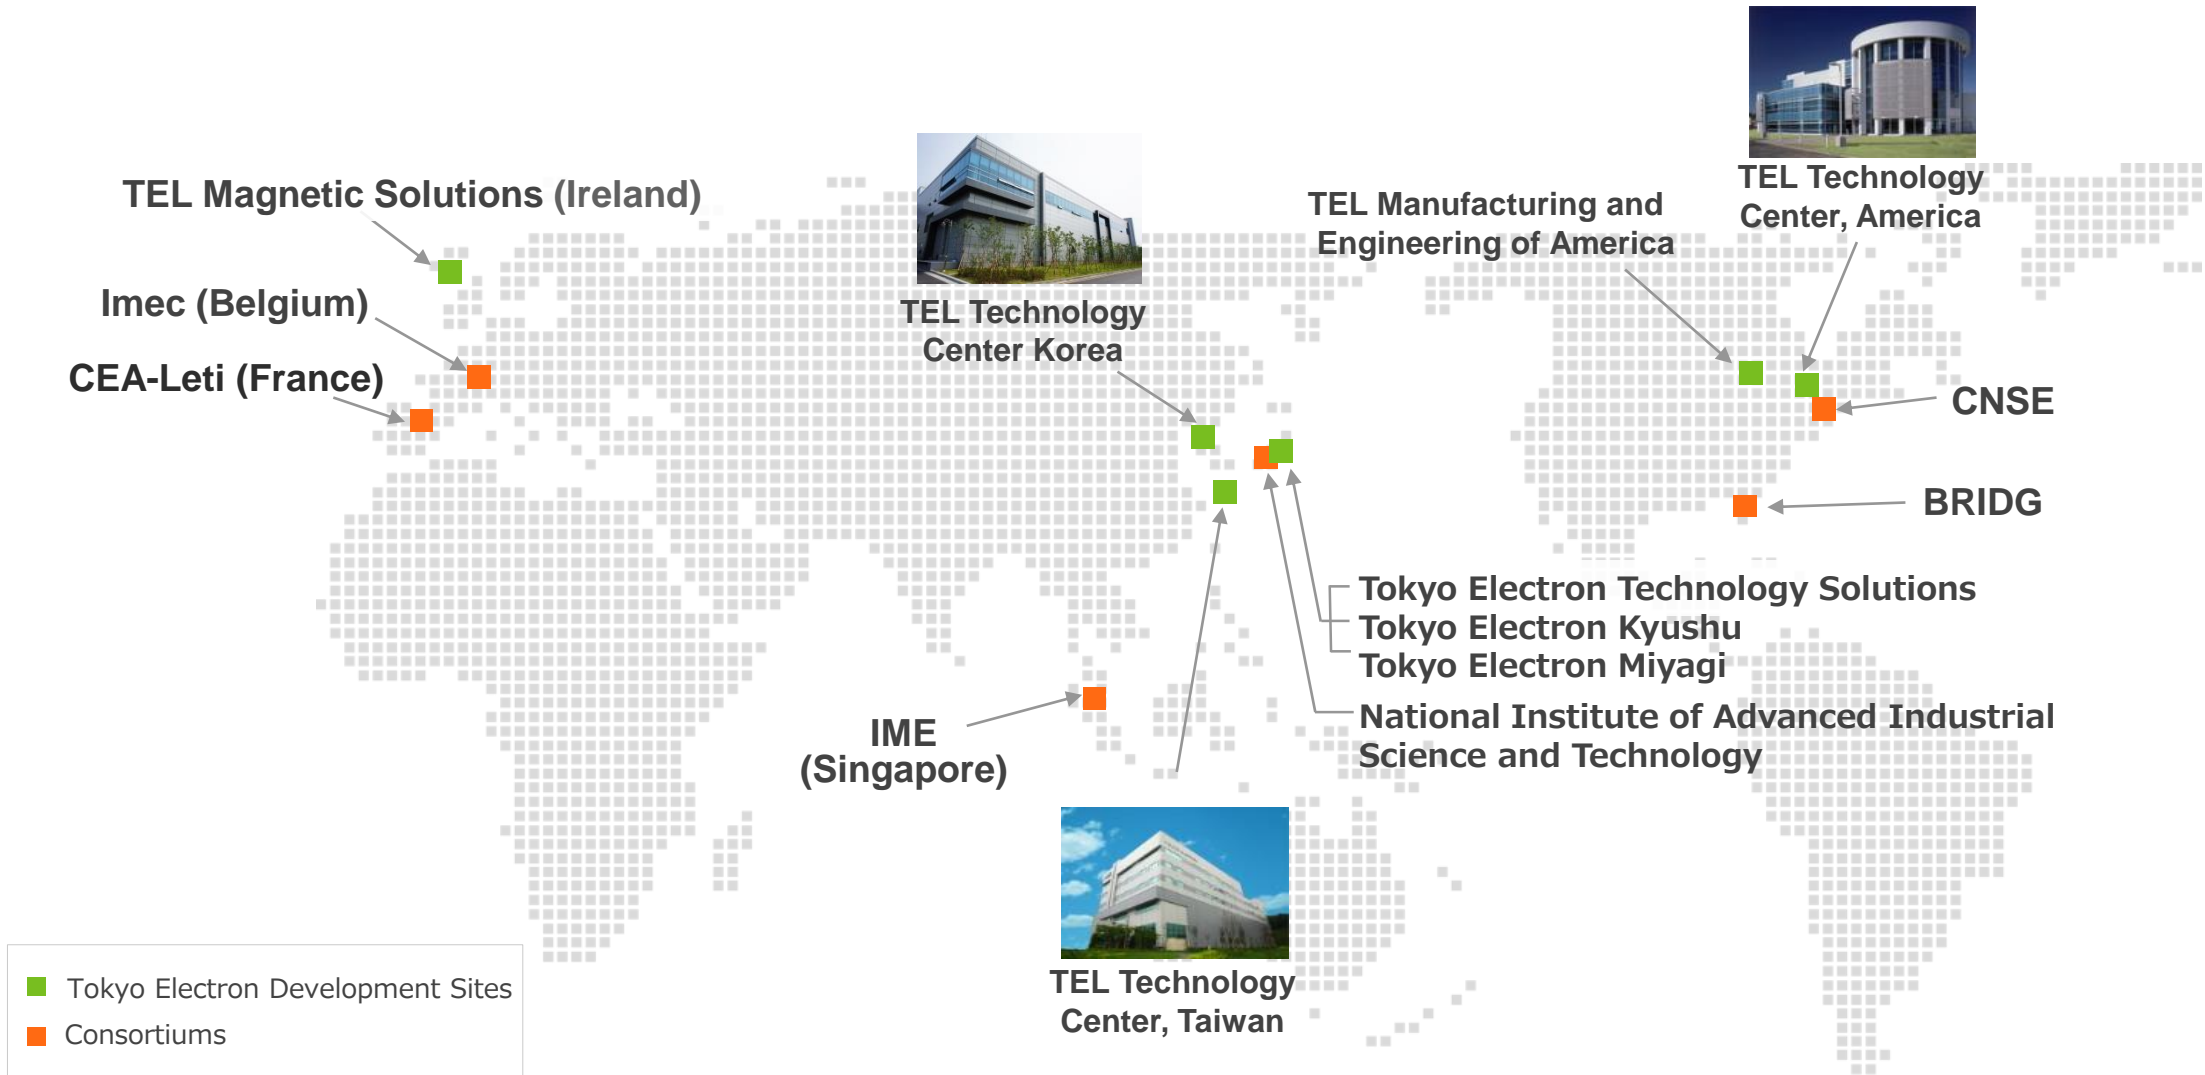 TEL Magnetic Solutions (Ireland)
Imec (Belgium)
CEA-Leti (France)
TEL Technology
Center Korea
TEL Manufacturing and
Engineering of America
TEL Technology
Center, America
CNSE
BRIDG
Tokyo Electron Technology Solutions
Tokyo Electron Kyushu
Tokyo Electron Miyagi
National Institute of Advanced Industrial
Science and Technology
IME
(Singapore)
TEL Technology
Center, Taiwan
Tokyo Electron Development Sites
Consortiums